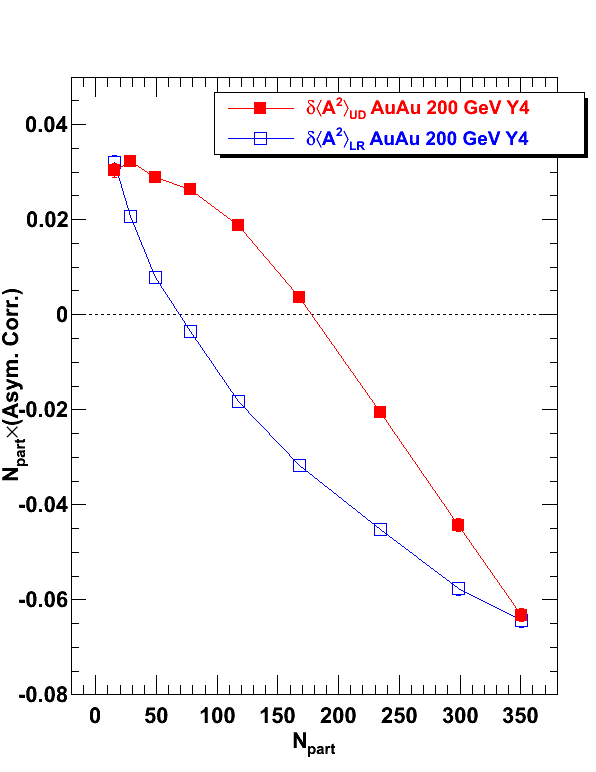 δ⟨A²⟩UD AuAu 200 GeV Y4
δ⟨A²⟩LR AuAu 200 GeV Y4
0.04
0.02
0
-0.02
-0.04
-0.06
-0.08
Npart×(Asym. Corr.)
0 50 100 150 200 250 300 350
Npart